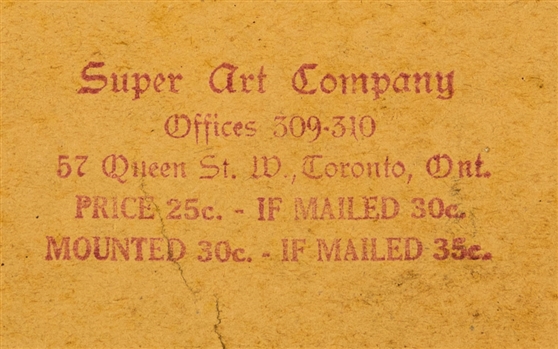 Super Art Company
Offices 309-310
57 Queen St. W., Toronto, Ont.
PRICE 25c. - IF MAILED 30c.
MOUNTED 30c. - IF MAILED 35c.